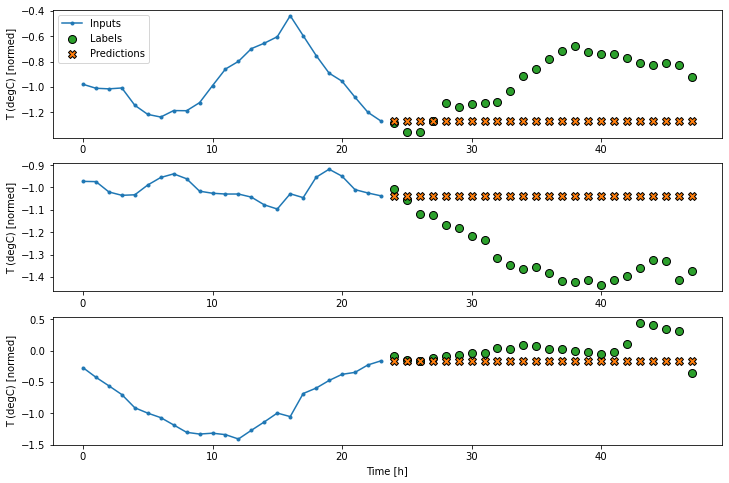 Inputs
Labels
Predictions
T (degC) [normed]
−0.4
−0.6
−0.8
−1.0
−1.2
0 10 20 30 40
T (degC) [normed]
−0.9
−1.0
−1.1
−1.2
−1.3
−1.4
0 10 20 30 40
T (degC) [normed]
0.5
0.0
−0.5
−1.0
−1.5
0 10 20 30 40
Time [h]